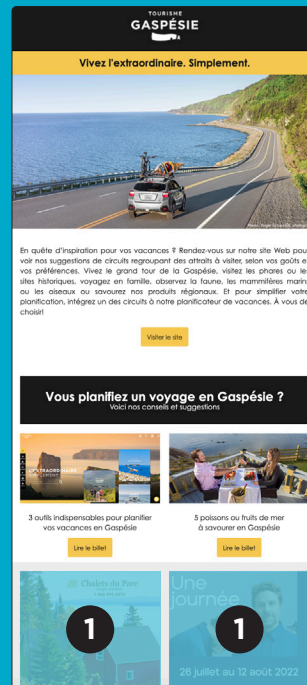 TOURISME
GASPÉSIE
Vivez l'extraordinaire. Simplement.
En quête d'inspiration pour vos vacances ? Rendez-vous sur notre site Web pou
voir nos suggestions de circuits regroupant des attraits à visiter, selon vos goûts e
vos préférences. Vivez le grand tour de la Gaspésie, visitez les phares ou le
sites historiques, voyagez en famille, observez la faune, les mammifères marin
ou les oiseaux ou savourez nos produits régionaux. Et pour simplifier votre
planification, intégrez un des circuits à notre planificateur de vacances. À vous de
choisir!
Visiter le site
Vous planifiez un voyage en Gaspésie ?
Voici nos conseils et suggestions
L'EXTRAORDINAIRE
SIMPLEMENT
3 outils indispensables pour planifier
vos vacances en Gaspésie
Lire le billet
5 poissons ou fruits de mer
à savourer en Gaspésie
Lire le billet
Chalets du Parc
1
Une
journée
1
26 juillet au 12 août 2022